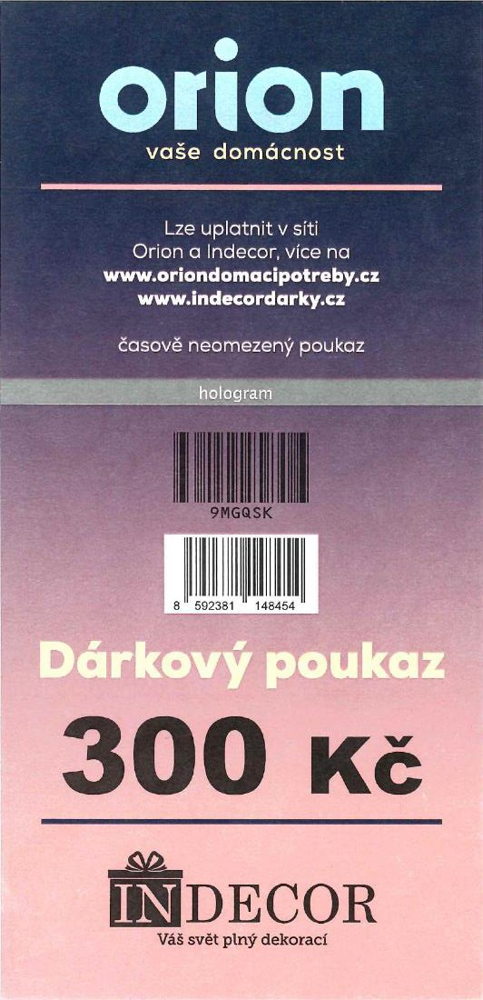 orion
vaše domácnost
Lze uplatnit v síti
Orion a Indecor, více na
www.oriondomacipotreby.cz
www.indecordarky.cz
časově neomezený poukaz
hologram
9MGQSK
8 592381 148454
Dárkový poukaz
300 Kč
INDECOR
Váš svět plný dekorací